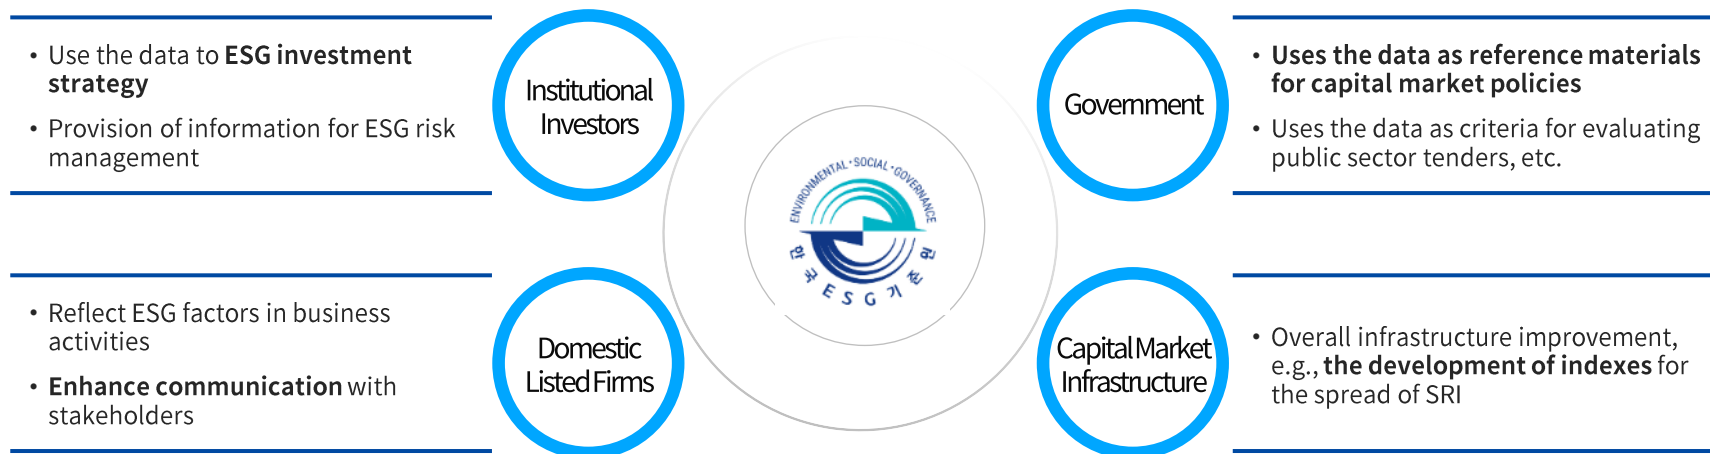 • Use the data to ESG investment
strategy
• Provision of information for ESG risk
management
Institutional
Investors
Government
• Uses the data as reference materials
for capital market policies
• Uses the data as criteria for evaluating
public sector tenders, etc.
ENVIRONMENTAL · SOCIAL · GOVERNANCE
한국ESG기준원
• Reflect ESG factors in business
activities
• Enhance communication with
stakeholders
Domestic
Listed Firms
Capital Market
Infrastructure
• Overall infrastructure improvement,
e.g., the development of indexes for
the spread of SRI